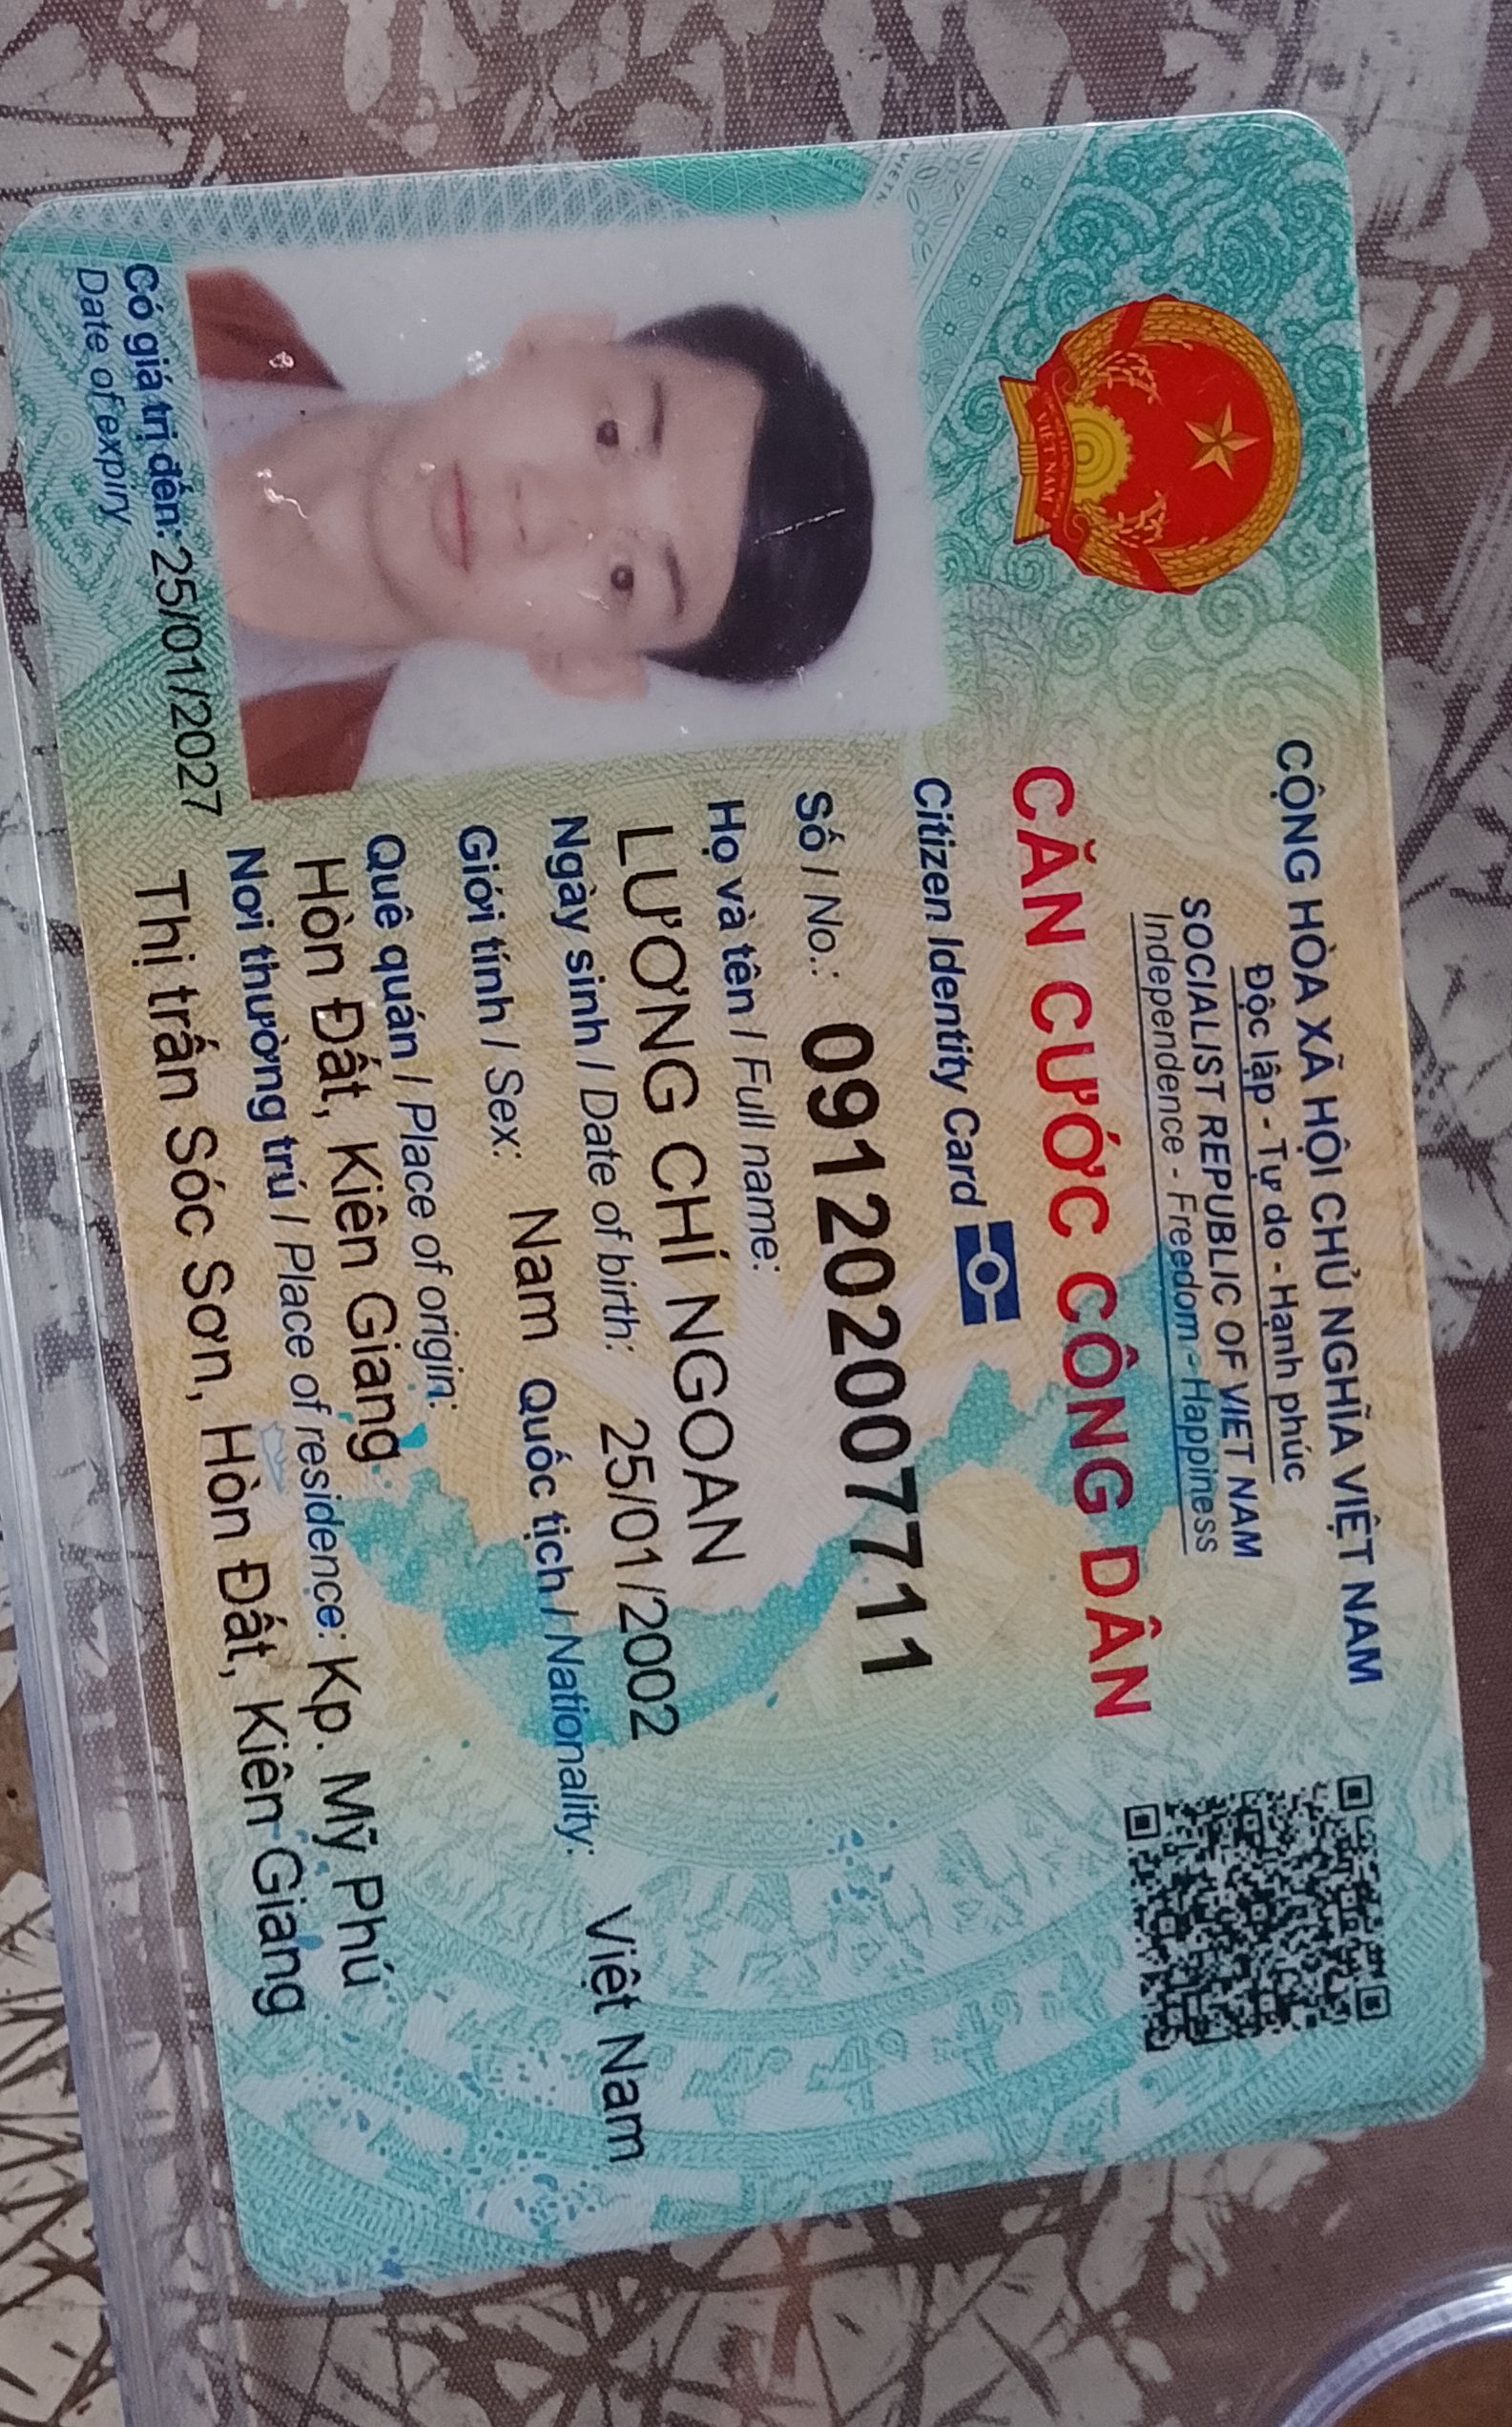 CỘNG HÒA XÃ HỘI CHỦ NGHĨA VIỆT NAM
Độc lập - Tự do - Hạnh phúc
SOCIALIST REPUBLIC OF VIET NAM
Independence - Freedom - Happiness
CĂN CƯỚC CÔNG DÂN
Citizen Identity Card
Số / No.: 091202007711
Họ và tên / Full name:
LƯƠNG CHÍ NGOAN
Ngày sinh / Date of birth: 25/01/2002
Giới tính / Sex: Nam Quốc tịch / Nationality: Việt Nam
Quê quán / Place of origin:
Hòn Đất, Kiên Giang
Nơi thường trú / Place of residence: Kp. Mỹ Phú
Thị trấn Sóc Sơn, Hòn Đất, Kiên Giang
Có giá trị đến: 25/01/2027
Date of expiry
VIỆT NAM